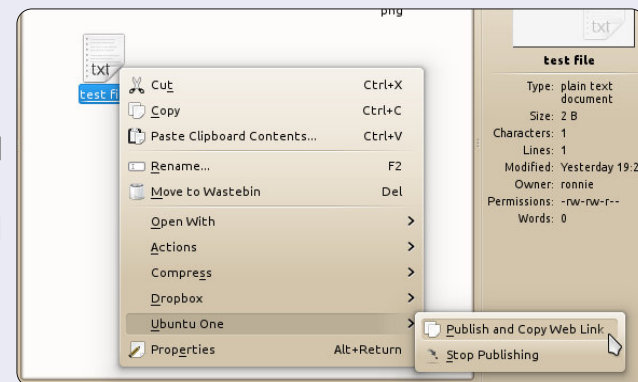 png
txt
test fi
Cut Ctrl+X
Copy Ctrl+C
Paste Clipboard Contents... Ctrl+V
Rename... F2
Move to Wastebin Del
Open With
Actions
Compress
Dropbox
Ubuntu One
Properties Alt+Return
Publish and Copy Web Link
Stop Publishing
txt
test file
Type: plain text
document
Size: 2 B
Characters: 1
Lines: 1
Modified: Yesterday 19:2
Owner: ronnie
Permissions: -rw-rw-r--
Words: 0